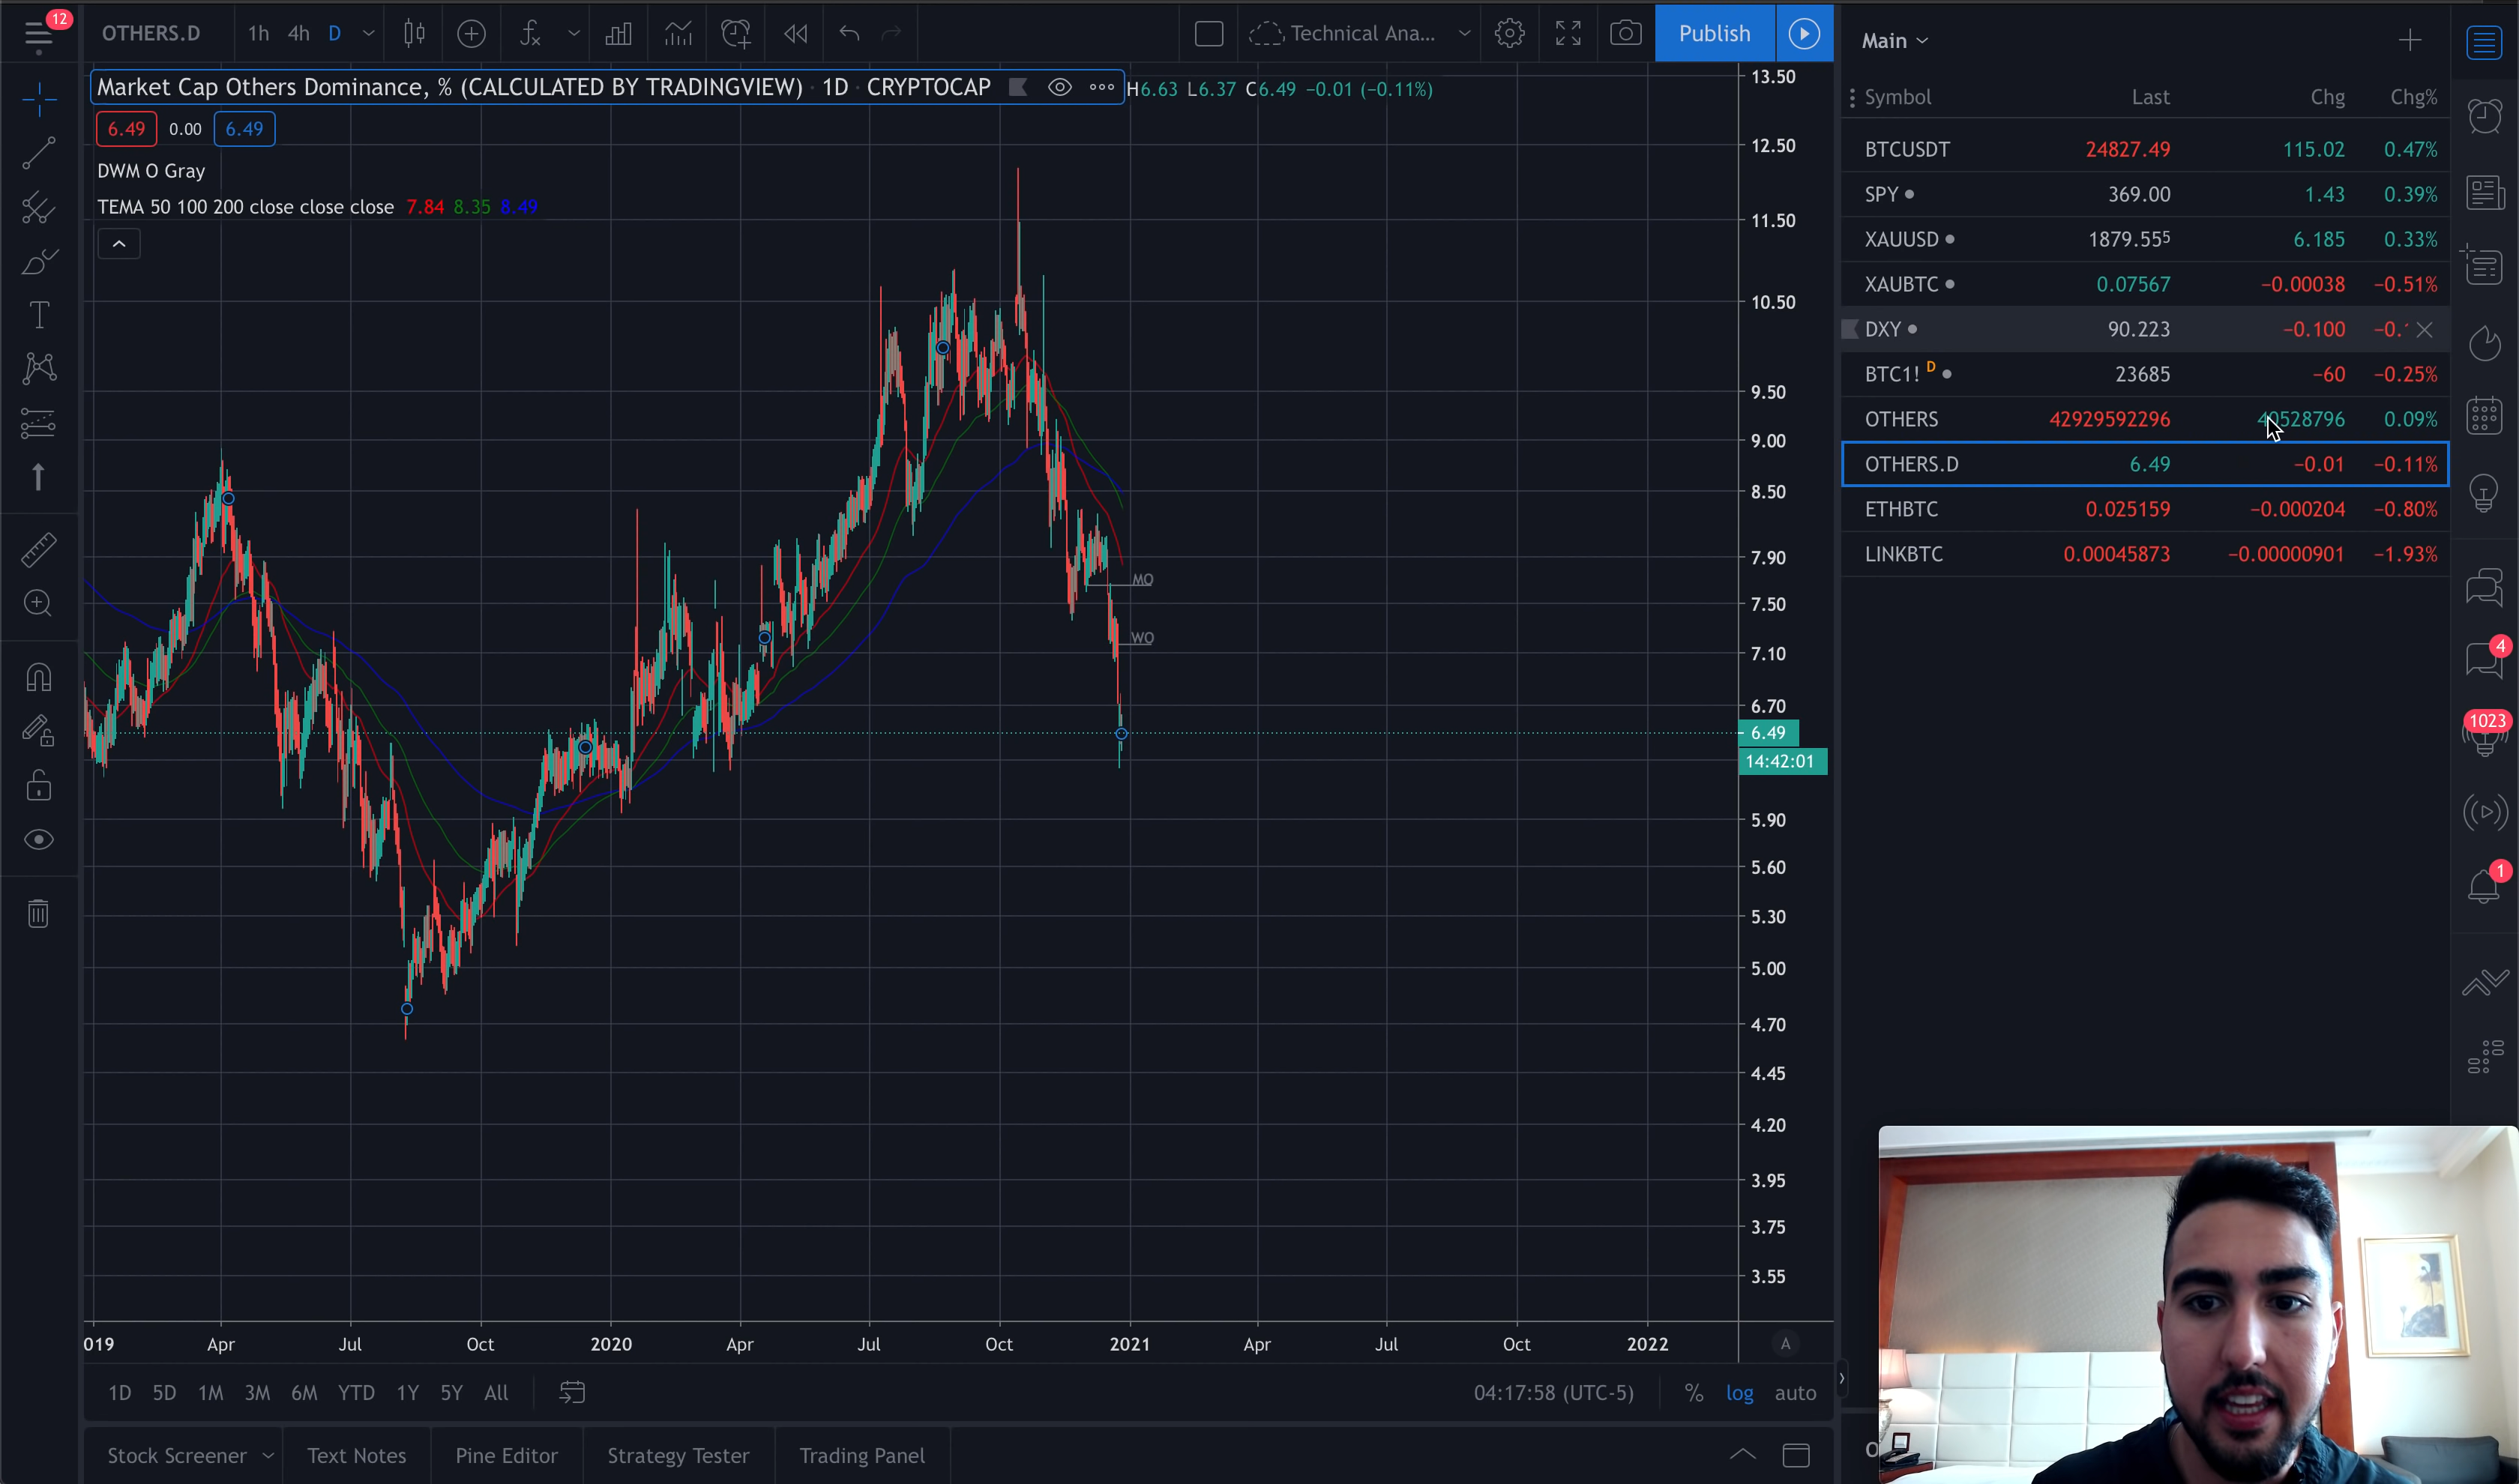 12
OTHERS.D 1h 4h D Technical Ana... Publish
Market Cap Others Dominance, % (CALCULATED BY TRADINGVIEW) · 1D · CRYPTOCAP H6.63 L6.37 C6.49 −0.01 (−0.11%)
6.49 0.00 6.49
DWM O Gray
TEMA 50 100 200 close close close 7.84 8.35 8.49
13.50
12.50
11.50
10.50
9.50
9.00
8.50
7.90
7.50
7.10
6.70
6.49
14:42:01
5.90
5.60
5.30
5.00
4.70
4.45
4.20
3.95
3.75
3.55
MO
WO
019 Apr Jul Oct 2020 Apr Jul Oct 2021 Apr Jul Oct 2022 A
1D 5D 1M 3M 6M YTD 1Y 5Y All 04:17:58 (UTC-5) % log auto
Stock Screener Text Notes Pine Editor Strategy Tester Trading Panel
Main
Symbol Last Chg Chg%
BTCUSDT 24827.49 115.02 0.47%
SPY 369.00 1.43 0.39%
XAUUSD 1879.555 6.185 0.33%
XAUBTC 0.07567 −0.00038 −0.51%
DXY 90.223 −0.100 −0.
BTC1! D 23685 −60 −0.25%
OTHERS 42929592296 40528796 0.09%
OTHERS.D 6.49 −0.01 −0.11%
ETHBTC 0.025159 −0.000204 −0.80%
LINKBTC 0.00045873 −0.00000901 −1.93%
4
1023
1